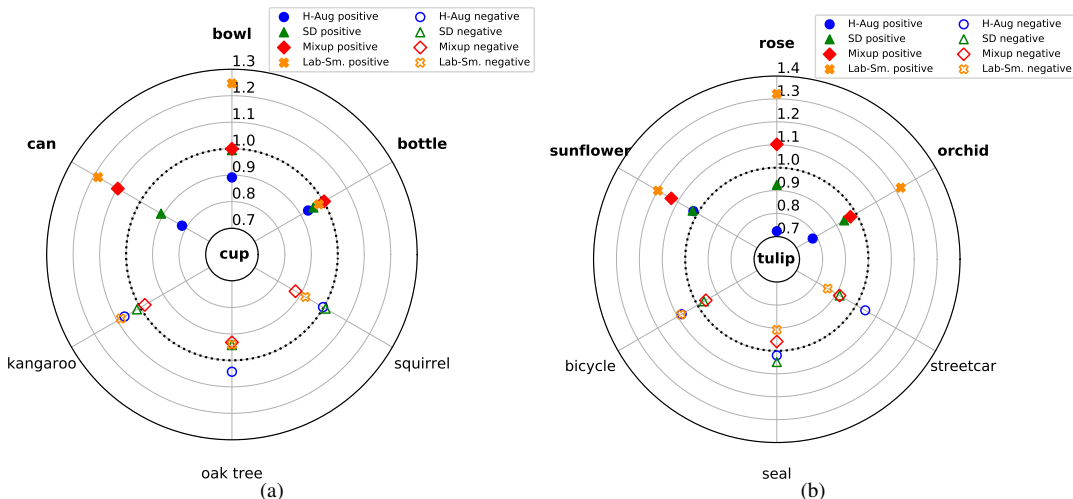 H-Aug positive H-Aug negative
SD positive SD negative
Mixup positive Mixup negative
Lab-Sm. positive Lab-Sm. negative
bowl
1.3
1.2
1.1
1.0
0.9
0.8
0.7
can
bottle
cup
kangaroo
squirrel
oak tree
(a)
H-Aug positive H-Aug negative
SD positive SD negative
Mixup positive Mixup negative
Lab-Sm. positive Lab-Sm. negative
rose
1.4
1.3
1.2
1.1
1.0
0.9
0.8
0.7
sunflower
orchid
tulip
bicycle
streetcar
seal
(b)